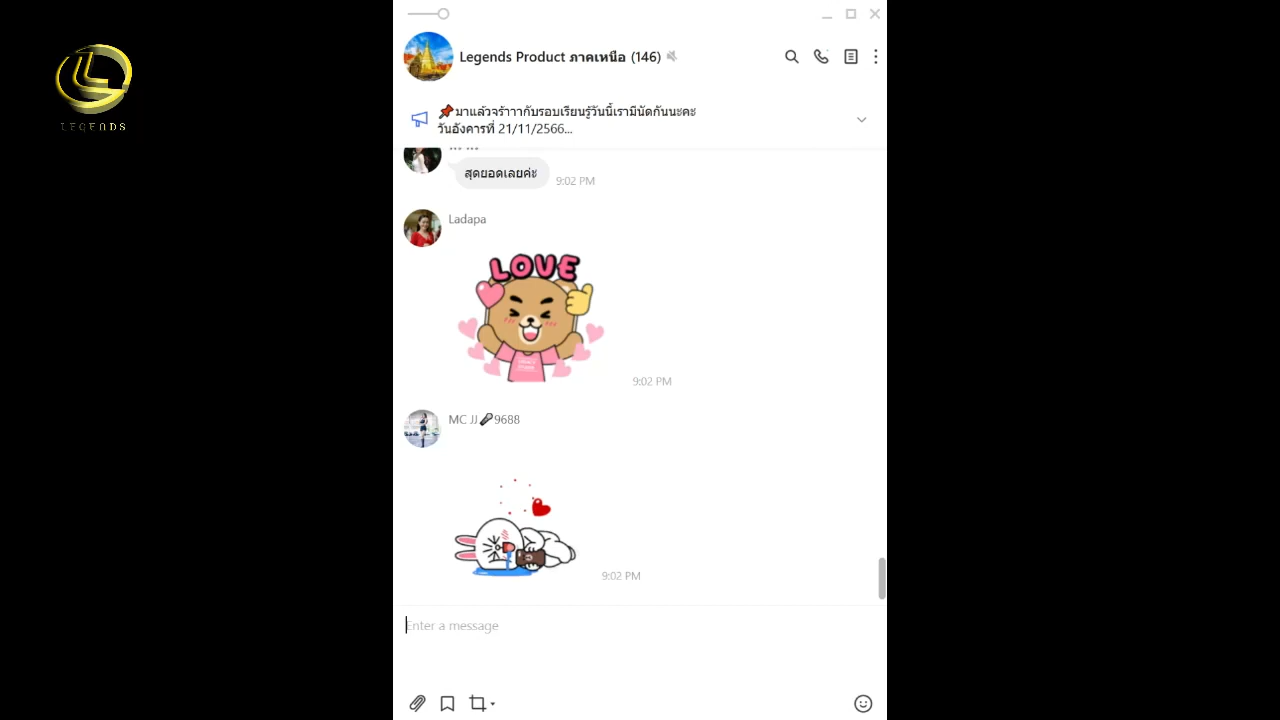 LEGENDS
Legends Product ภาคเหนือ (146)
📌มาแล้วจร้าาากับรอบเรียนรู้วันนี้เรามีนัดกันนะคะ
วันอังคารที่ 21/11/2566...
สุดยอดเลยค่ะ
9:02 PM
Ladapa
LOVE
9:02 PM
MC JJ🎤9688
9:02 PM
Enter a message